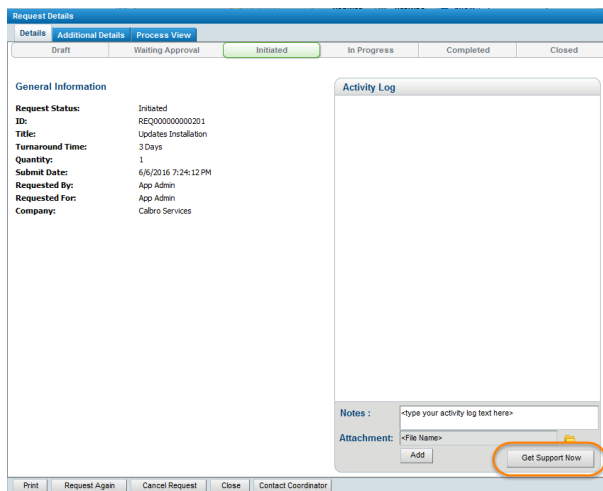 Request Details
Details Additional Details Process View
Draft Waiting Approval Initiated In Progress Completed Closed
General Information
Request Status: Initiated
ID: REQ000000000201
Title: Updates Installation
Turnaround Time: 3 Days
Quantity: 1
Submit Date: 6/6/2016 7:24:12 PM
Requested By: App Admin
Requested For: App Admin
Company: Calbro Services
Activity Log
Notes : <type your activity log text here>
Attachment: <File Name>
Add Get Support Now
Print Request Again Cancel Request Close Contact Coordinator